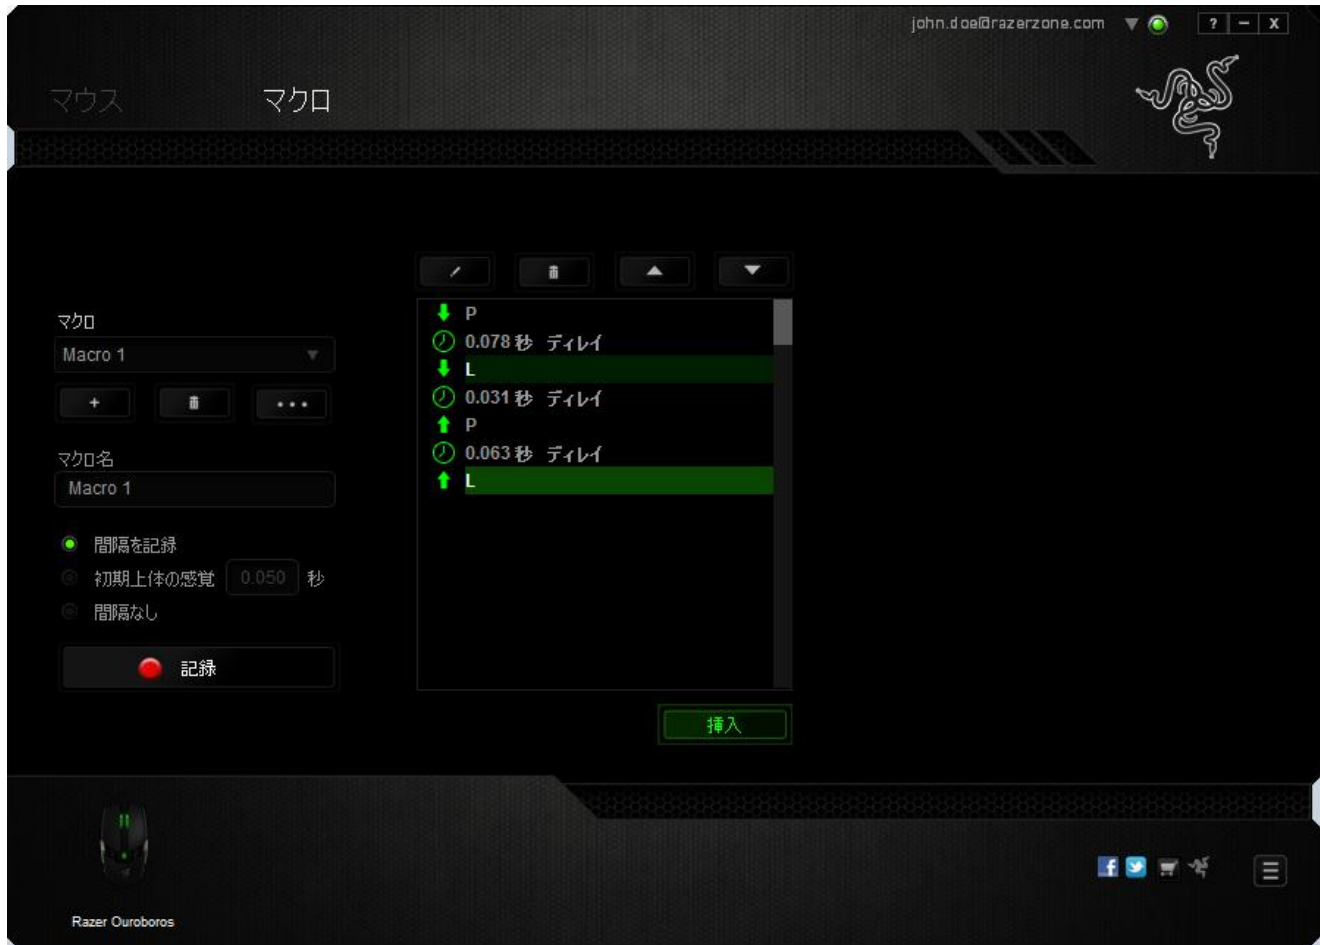 john.doe@razerzone.com
? - X
マウス マクロ
マクロ
Macro 1
+ ...
マクロ名
Macro 1
間隔を記録
初期上体の感覚 0.050 秒
間隔なし
記録
P
0.078 秒 ディレイ
L
0.031 秒 ディレイ
P
0.063 秒 ディレイ
L
挿入
Razer Ouroboros